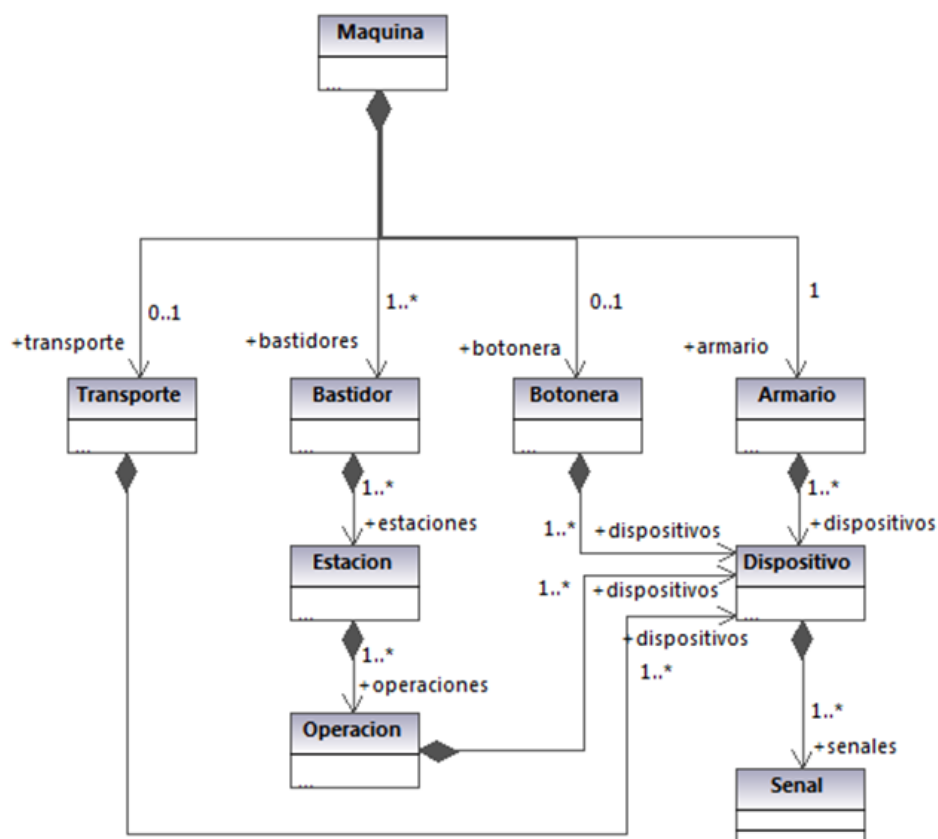 Maquina
...
0..1
1..*
0..1
1
+transporte
+bastidores
+botonera
+armario
Transporte
Bastidor
Botonera
Armario
...
...
...
...
1..*
1..*
+estaciones
1..*
+dispositivos
+dispositivos
Estacion
Dispositivo
...
1..*
+dispositivos
...
1..*
+dispositivos
+operaciones
1..*
Operacion
...
1..*
+senales
Senal